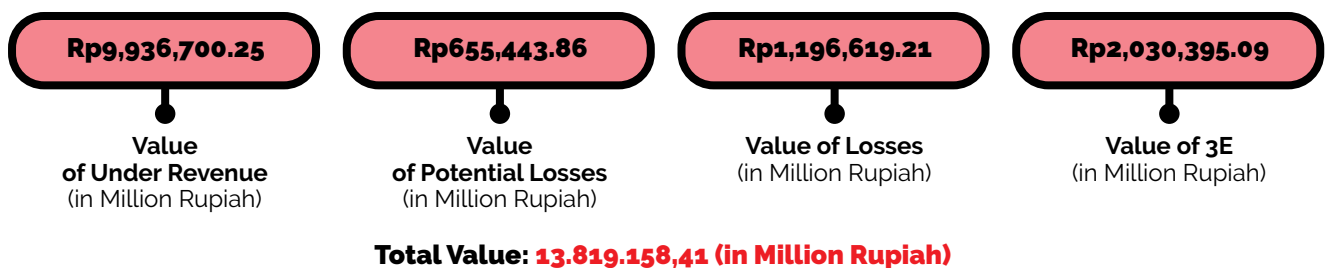 Rp9,936,700.25
Value
of Under Revenue
(in Million Rupiah)
Rp655,443.86
Value
of Potential Losses
(in Million Rupiah)
Rp1,196,619.21
Value of Losses
(in Million Rupiah)
Rp2,030,395.09
Value of 3E
(in Million Rupiah)
Total Value: 13.819.158,41 (in Million Rupiah)